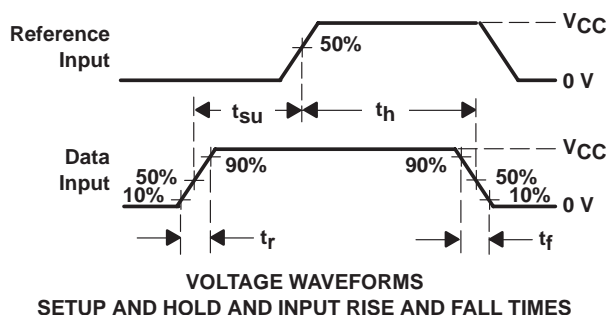 Reference
Input
50%
VCC
0 V
tsu
th
Data
Input
50%
10%
90%
90%
VCC
50%
10%
0 V
tr
tf
VOLTAGE WAVEFORMS
SETUP AND HOLD AND INPUT RISE AND FALL TIMES